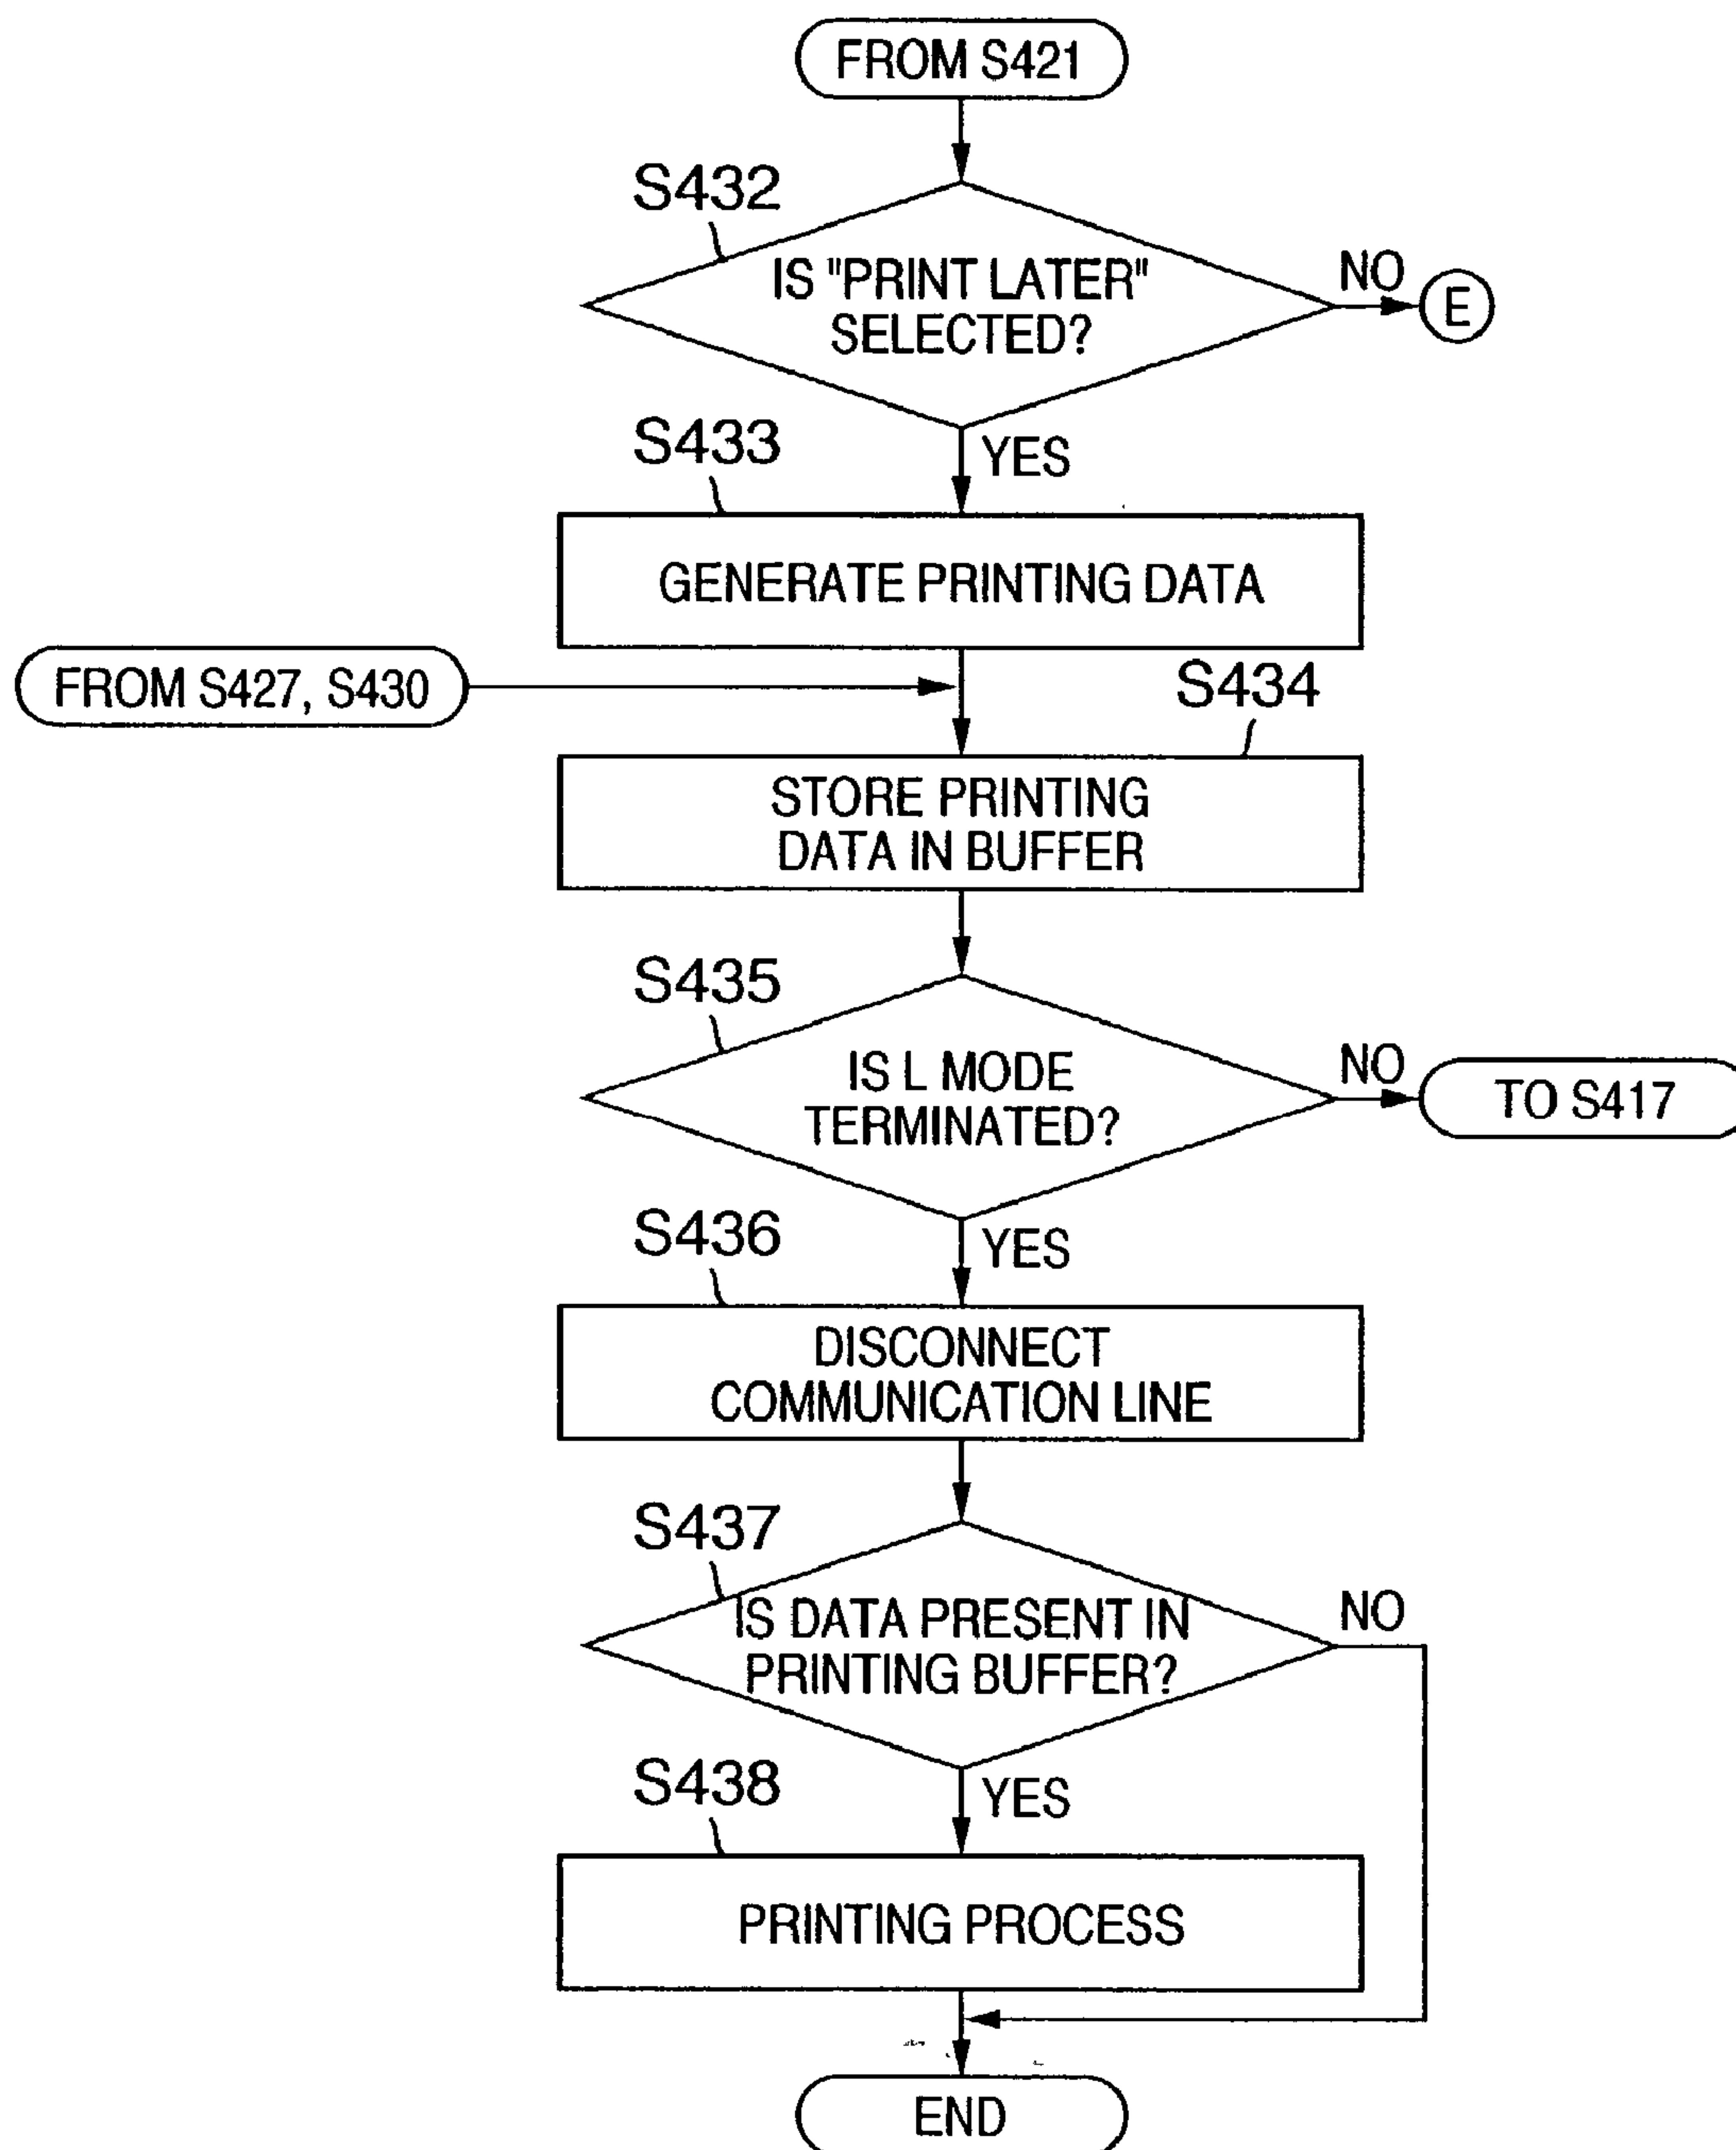 FROM S421
S432
IS "PRINT LATER"
SELECTED?
NO
E
YES
S433
GENERATE PRINTING DATA
FROM S427, S430
S434
STORE PRINTING
DATA IN BUFFER
S435
IS L MODE
TERMINATED?
NO
TO S417
YES
S436
DISCONNECT
COMMUNICATION LINE
S437
IS DATA PRESENT IN
PRINTING BUFFER?
NO
YES
S438
PRINTING PROCESS
END